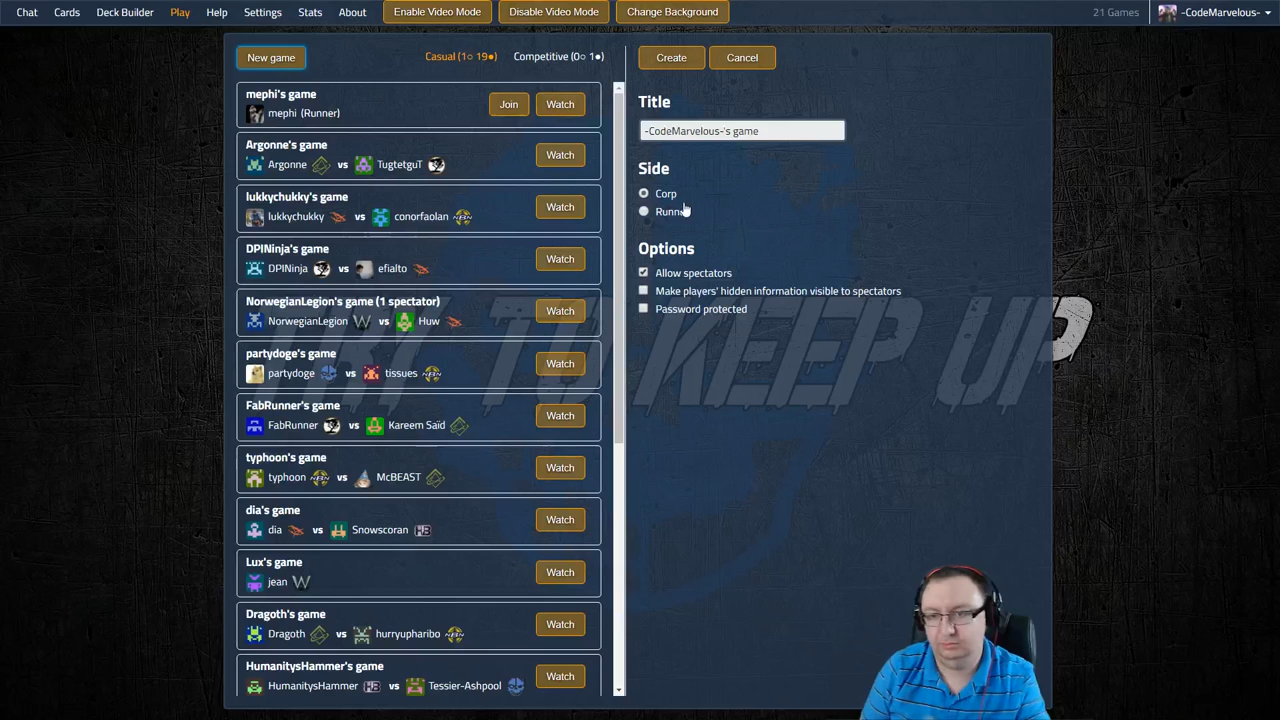 Chat Cards Deck Builder Play Help Settings Stats About Enable Video Mode Disable Video Mode Change Background 21 Games -CodeMarvelous-
New game Casual (1○ 19●) Competitive (0○ 1●)
mephi's game
mephi (Runner) Join Watch
Argonne's game
Argonne vs TugtetguT Watch
lukkychukky's game
lukkychukky vs conorfaolan Watch
DPINinja's game
DPINinja vs efialto Watch
NorwegianLegion's game (1 spectator)
NorwegianLegion vs Huw Watch
partydoge's game
partydoge vs tissues Watch
FabRunner's game
FabRunner vs Kareem Saïd Watch
typhoon's game
typhoon vs McBEAST Watch
dia's game
dia vs Snowscoran Watch
Lux's game
jean Watch
Dragoth's game
Dragoth vs hurryupharibo Watch
HumanitysHammer's game
HumanitysHammer vs Tessier-Ashpool Watch
Create Cancel
Title
-CodeMarvelous-'s game
Side
Corp
Options
Allow spectators
Make players' hidden information visible to spectators
Password protected
TRY TO KEEP UP